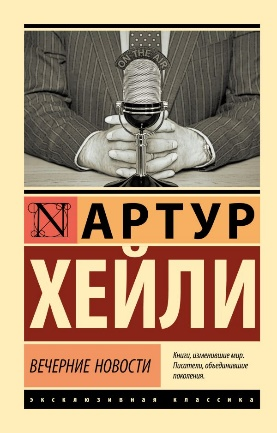 ON THE AIR
N АРТУР
ХЕЙЛИ
ВЕЧЕРНИЕ НОВОСТИ
Книги, изменившие мир.
Писатели, объединившие
поколения.
эксклюзивная классика